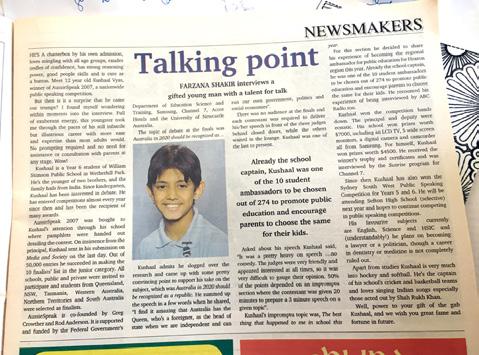 NEWSMAKERS
Talking point
FARZANA SHAKIR interviews a
gifted young man with a talent for talk
HE'S A chatterbox by his own admission,
loves mingling with all age groups, exudes
oodles of confidence, has strong reasoning
power, good people skills and is cute as
a button. Meet 12 year old Kushaal Vyas,
winner of AussieSpeak 2007, a nationwide
public speaking competition.
But then is it a surprise that he came
out trumps? I found myself wielding
within moments into the interview. Full
of exuberant energy, this youngster took
me through the paces of his still infantile
but illustrious career with more ease
and expertise than most adults would.
No prompting required and no need for
assistance or consultation with parents at
any stage. Wow!
Kushaal is a Year 6 student of William
Stimson Public School in Wetherill Park.
He's the younger of two brothers, and the
family hails from India. Since kindergarten,
Kushaal has been interested in debate. He
has entered competitions almost every year
since then and has been the recipient of
many awards.
AussieSpeak 2007 was bought to
Kushaal's attention through his school
where pamphlets were handed out
detailing the contest. On insistence from the
principal, Kushaal sent in his submission on
Media and Society on the last day. Out of
50,000 entries he succeeded in making the
10 finalists' list in the junior category. All
schools, public and private were invited to
participate and students from Queensland,
NSW, Tasmania, Western Australia,
Northern Territories and South Australia
were selected as finalists.
AussieSpeak is co-founded by Greg
Crowther and Rod Anderson. It is supported
and funded by the Federal Government's
Department of Education Science and
Training, Samsung, Channel 7, Accor
Hotels and the University of Newcastle
Australia.
The topic of debate at the finals was
Australia in 2020 should be recognized as ...
Kushaal admits he slogged over the
research and came up with some pretty
convincing point to support his take on the
subject, which was Australia in 2020 should
be recognized as a republic. He summed up
the speech in a few words when he shared,
"I find it amazing that Australia has the
Queen, who's a foreigner, as the head of
state when we are independent and can
run our own government, politics and
social economies".
There was no audience at the finals and
each contestant was required to deliver
his/her speech in front of the three judges
behind closed doors, while the others
waited in the lounge. Kushaal was one of
the last to present.
Already the school
captain, Kushaal was
one of the 10 student
ambassadors to be chosen
out of 274 to promote public
education and encourage
parents to choose the same
for their kids.
Asked about his speech Kushaal said,
"It was a pretty heavy on speech ...no
comedy. The judges were very friendly and
appeared interested at all times, so it was
very difficult to gauge their opinion. 50%
of the points depended on an impromptu
section where the contestant was given 20
minutes to prepare a 3 minute speech on a
given topic".
Kushaal's impromptu topic was, The best
thing that happened to me in school this
year
For this section he decided to share
his experience of becoming the regional
ambassador for public education for Hoxton
region this year. Already the school captain,
he was one of the 10 student ambassadors
to be chosen out of 274 to promote public
education and encourage parents to choose
the same for their kids. He recounted his
experience of being interviewed by ABC
Radio too.
Kushaal won the competition hands
down. The principal and deputy were
ecstatic. His school won prizes worth
$7000, including a LCD TV, 5 wide screen
monitors, a digital camera and camcorder
all from Samsung. For himself, Kushaal
won prizes worth $4500. He received the
winner's trophy and certificates and was
interviewed by the Sunrise program for
Channel 7.
Since then Kushaal has also won the
Sydney South West Public Speaking
Competition for Years 5 and 6. He will be
attending Sefton High School (selective)
next year and hopes to continue competing
in public speaking competitions.
His favourite subjects currently
are English, Science and HSIE and
(understandably!) he plans on becoming
a lawyer or a politician, though a career
in dentistry or medicine is not completely
ruled out.
Apart from studies Kushaal is very much
into hockey and softball. He's the captain
of his school's cricket and basketball teams
and loves singing Indian songs especially
those acted out by Shah Rukh Khan.
Well, power to your gift of the gab
Kushaal, and we wish you great fame and
fortune in future.